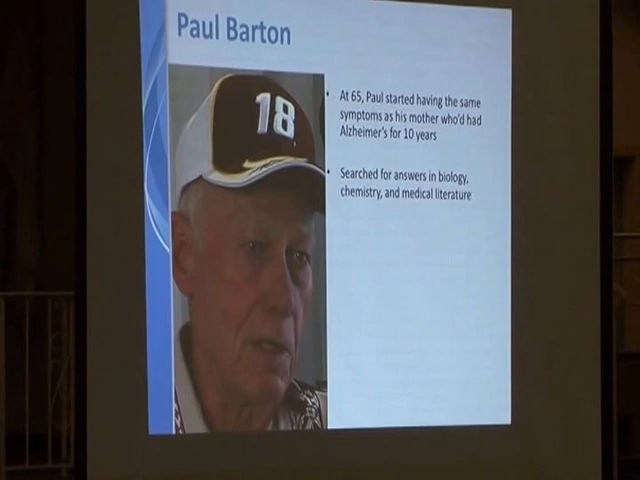 Paul Barton
18
• At 65, Paul started having the same
symptoms as his mother who'd had
Alzheimer's for 10 years
• Searched for answers in biology,
chemistry, and medical literature